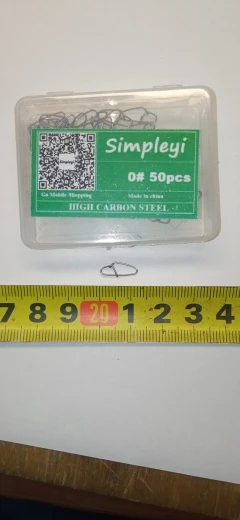 Simpleyi
Simpleyi
0# 50pcs
Go Mobile Shopping Made in china
HIGH CARBON STEEL
7 8 9 20 1 2 3 4